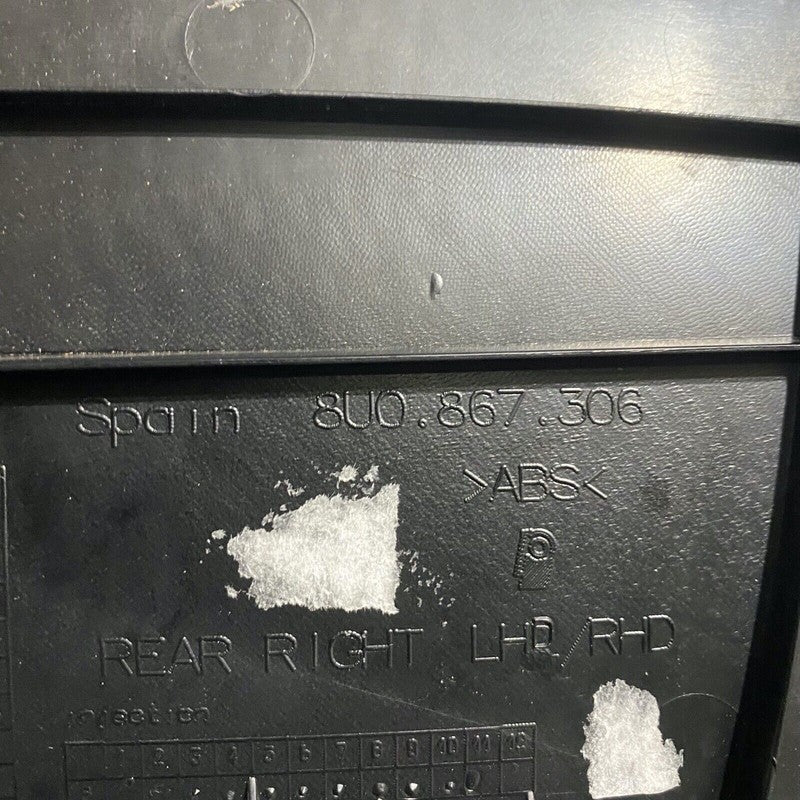 Spain 8U0.867.306
>ABS<
REAR RIGHT LHD/RHD
injection
1 2 3 4 5 6 7 8 9 10 11 12